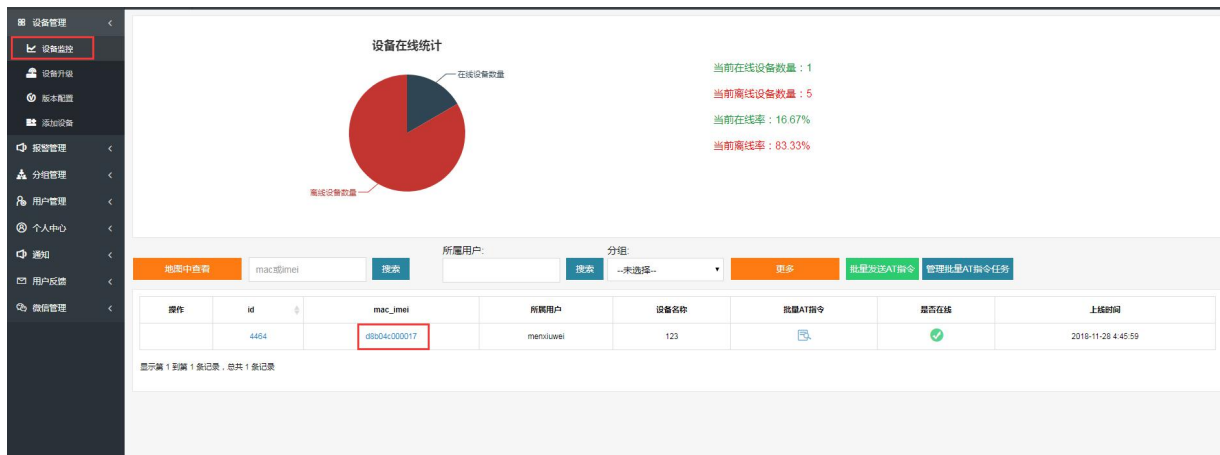 设备管理
设备监控
设备升级
版本配置
添加设备
报警管理
分组管理
用户管理
个人中心
通知
用户反馈
微信管理
设备在线统计
在线设备数量
离线设备数量
当前在线设备数量：1
当前离线设备数量：5
当前在线率：16.67%
当前离线率：83.33%
所属用户: 分组:
地图中查看 mac或imei 搜索 搜索 --未选择-- 更多 批量发送AT指令 管理批量AT指令任务
操作 id mac_imei 所属用户 设备名称 批量AT指令 是否在线 上线时间
4464 d8b04c000017 menxiuwei 123 2018-11-28 4:45:59
显示第 1 到第 1 条记录，总共 1 条记录